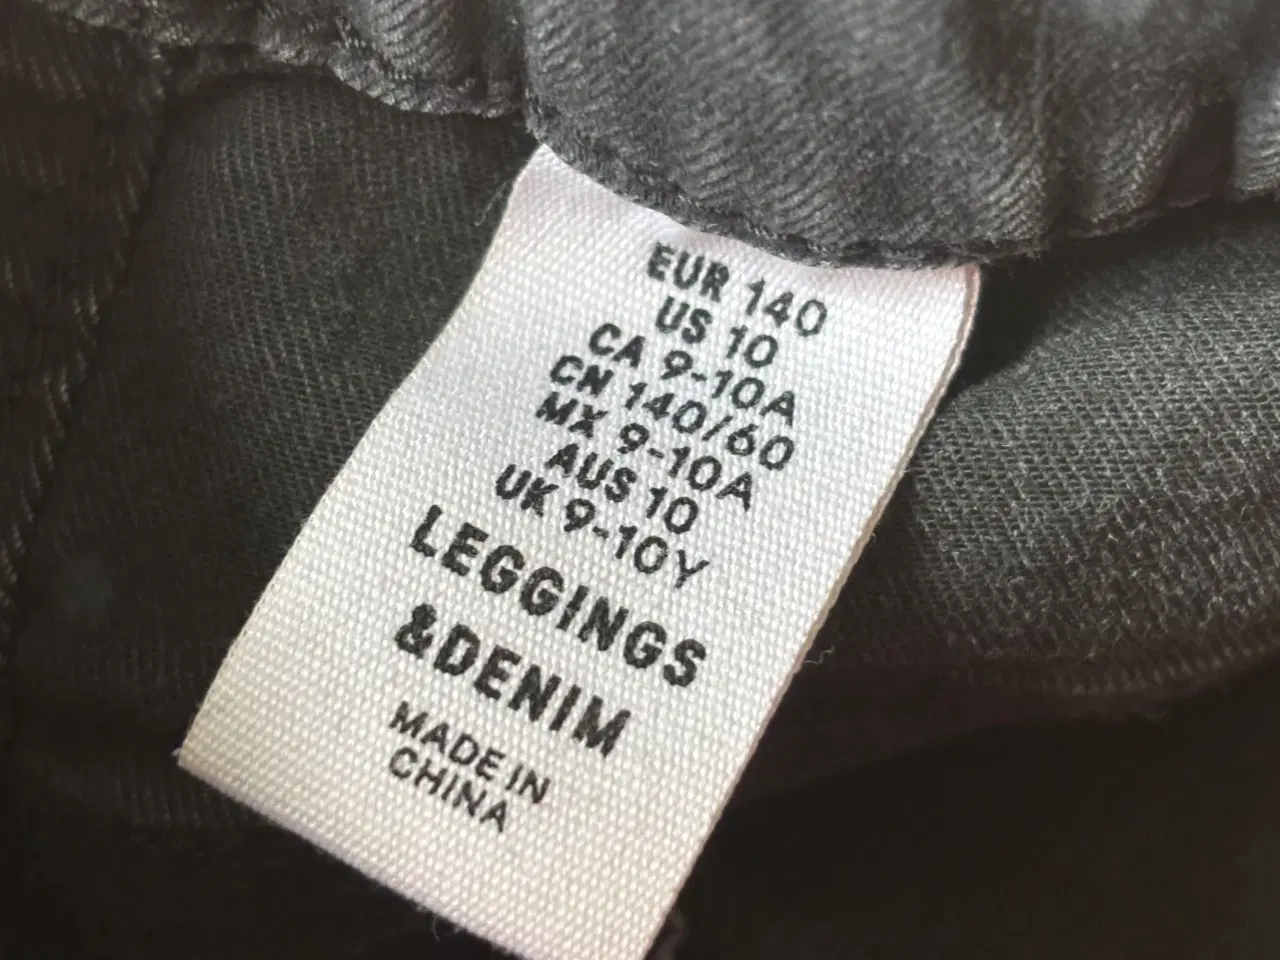 EUR 140
US 10
CA 9-10A
CN 140/60
MX 9-10A
AUS 10
UK 9-10Y
LEGGINGS
&DENIM
MADE IN
CHINA